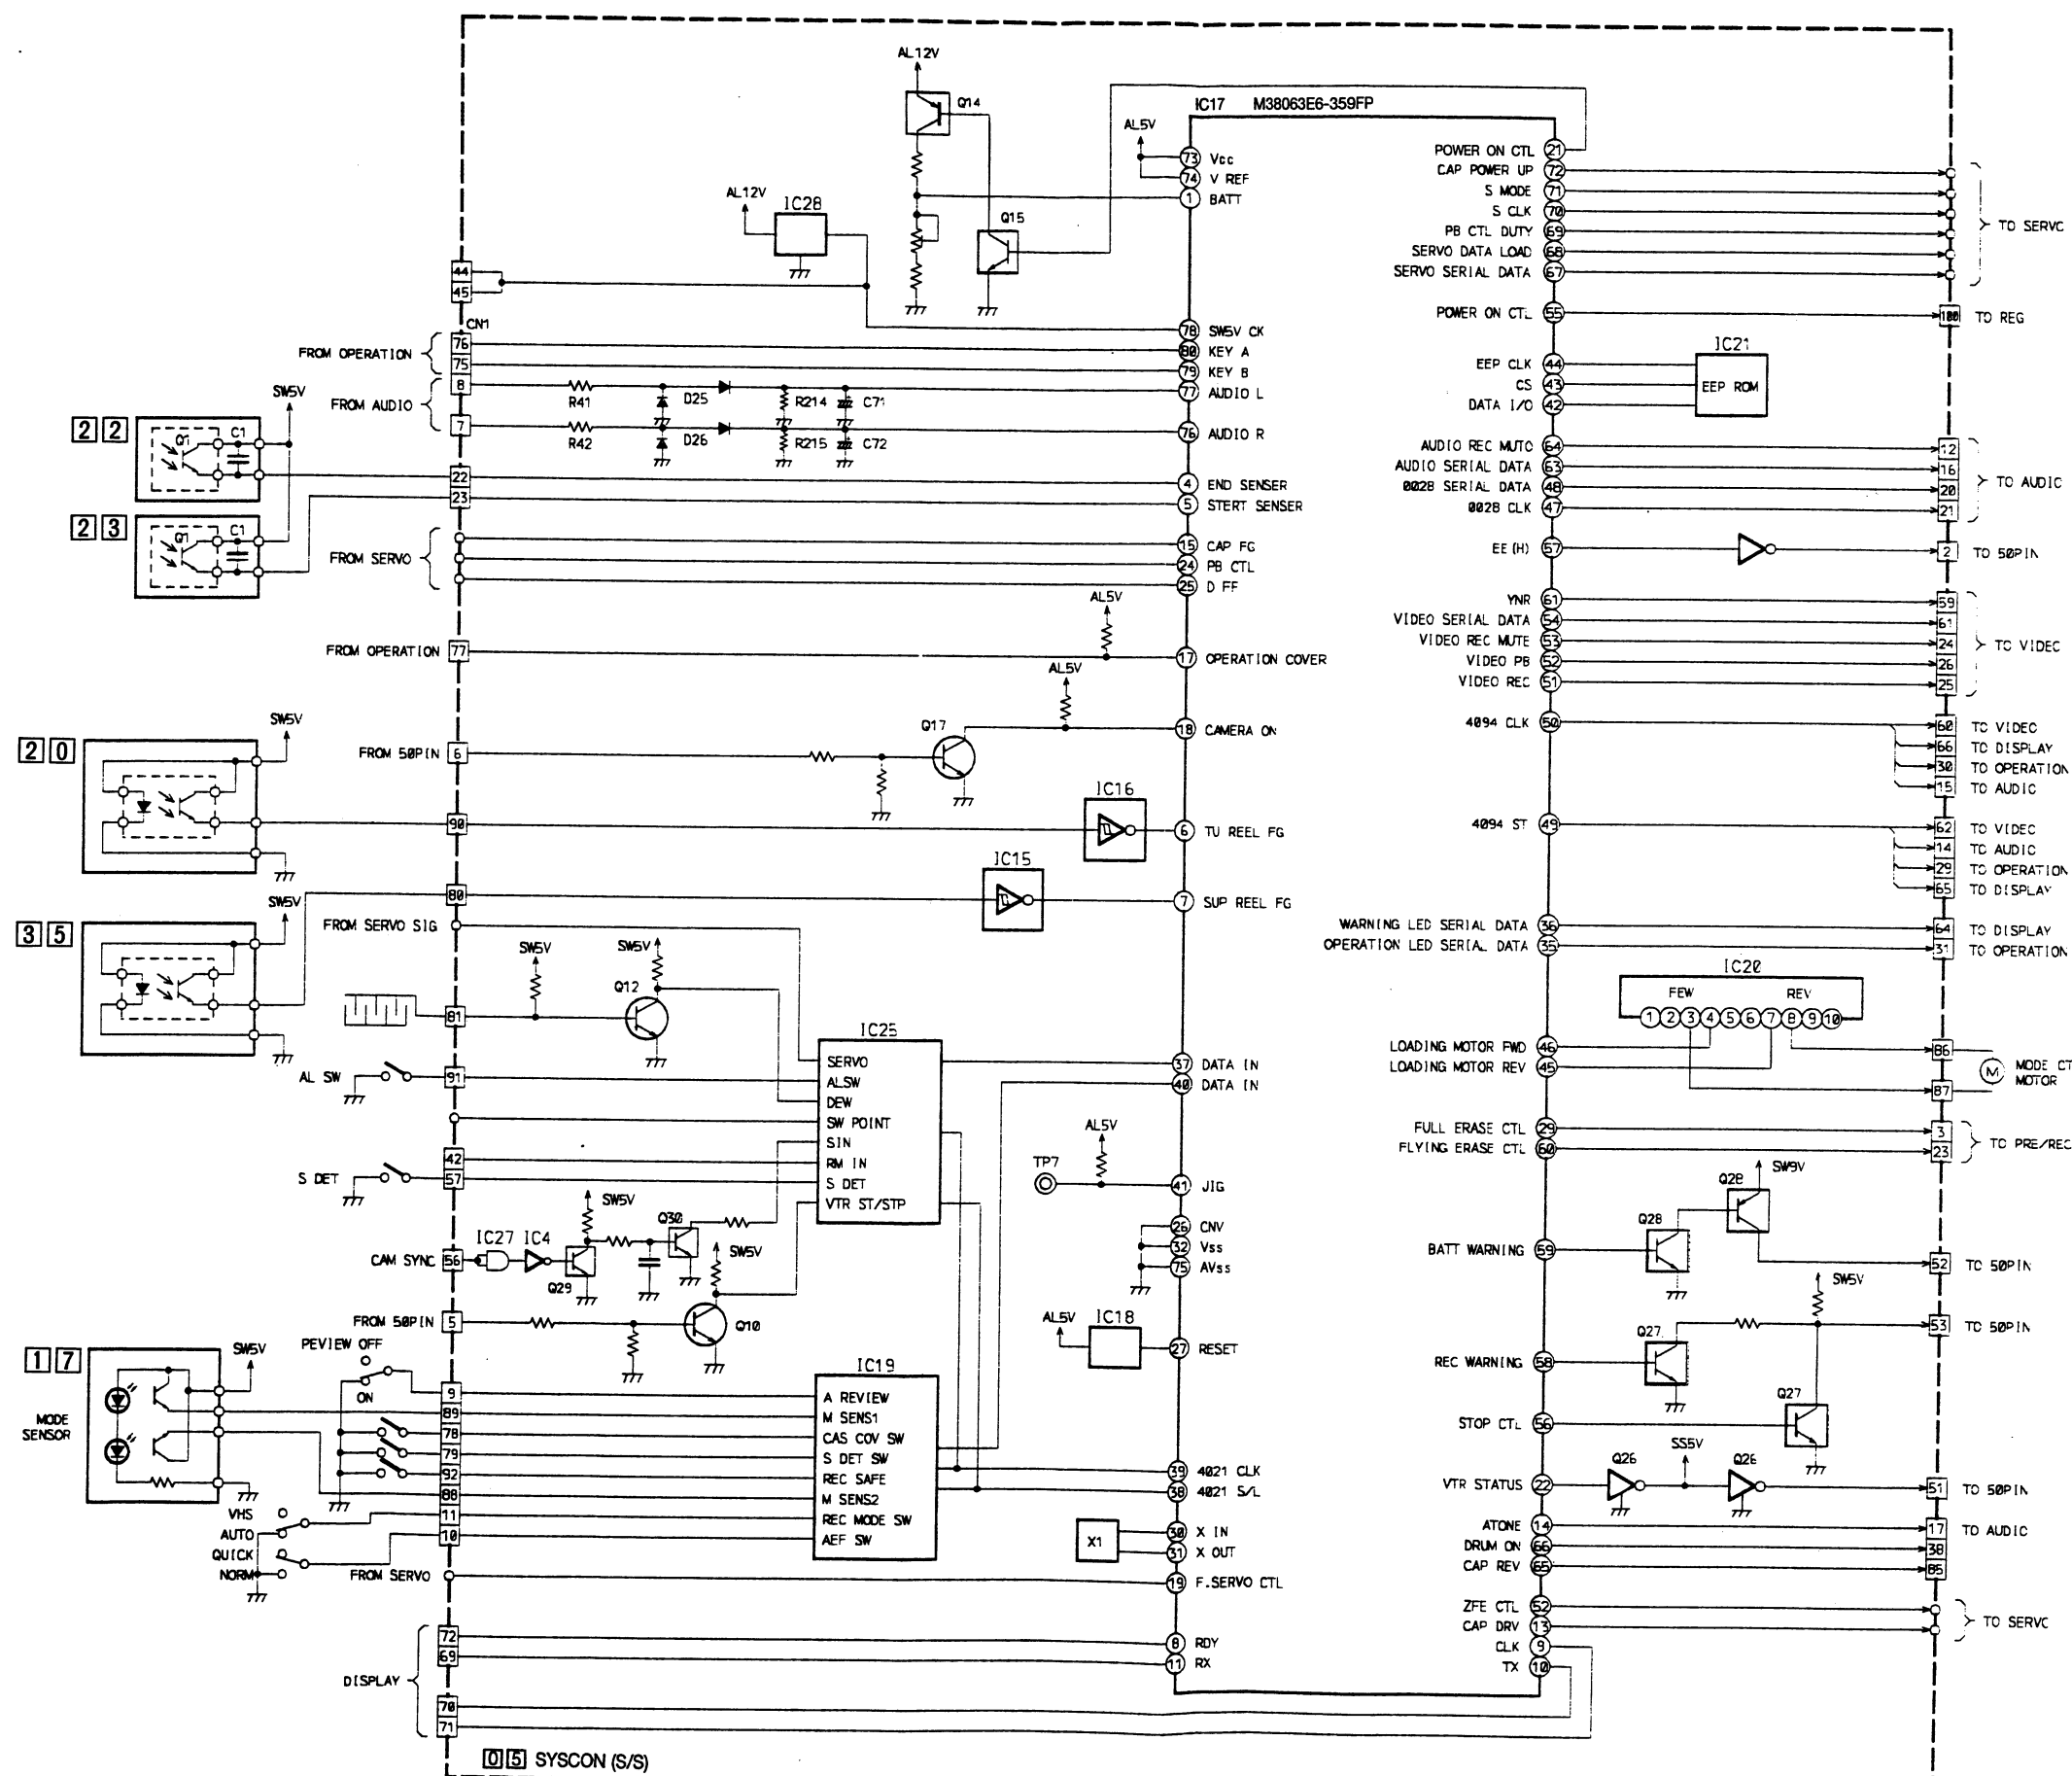 AL12V
Q14
IC17 M38063E6-359FP
AL5V
73 Vcc
74 V REF
1 BATT
AL12V
IC28
Q15
44
45
CN1
78 SW5V CK
FROM OPERATION
76
75
80 KEY A
79 KEY B
FROM AUDIO
8
7
R41
D25
R214
C71
77 AUDIO L
R42
D26
R215
C72
76 AUDIO R
22
Q1
C1
SW5V
23
Q1
C1
22
23
4 END SENSER
5 STERT SENSER
FROM SERVO
15 CAP FG
24 PB CTL
25 D FF
AL5V
FROM OPERATION 77
17 OPERATION COVER
AL5V
Q17
18 CAMERA ON
FROM 50PIN 6
20
SW5V
90
IC16
6 TU REEL FG
35
SW5V
80
IC15
7 SUP REEL FG
FROM SERVO SIG
SW5V
SW5V
Q12
81
AL SW
91
IC25
SERVO
ALSW
DEW
SW POINT
SIN
RM IN
S DET
VTR ST/STP
37 DATA IN
40 DATA IN
42
57
S DET
AL5V
TP7
41 JIG
26 CNV
32 Vss
75 AVss
SW5V
Q30
SW5V
IC27 IC4
CAM SYNC 56
Q29
FROM 50PIN 5
Q10
AL5V
IC18
27 RESET
17
SW5V
MODE SENSOR
PEVIEW OFF
ON
9
89
78
79
92
88
11
10
IC19
A REVIEW
M SENS1
CAS COV SW
S DET SW
REC SAFE
M SENS2
REC MODE SW
AEF SW
VHS
AUTO
QUICK
NORM
39 4021 CLK
38 4021 S/L
X1
30 X IN
31 X OUT
FROM SERVO
19 F.SERVO CTL
DISPLAY
72
69
70
71
8 RDY
11 RX
05 SYSCON (S/S)
POWER ON CTL 21
CAP POWER UP 72
S MODE 71
S CLK 70
PB CTL DUTY 69
SERVO DATA LOAD 68
SERVO SERIAL DATA 67
TO SERVC
POWER ON CTL 55
100 TO REG
EEP CLK 44
CS 43
DATA I/O 42
IC21
EEP ROM
AUDIO REC MUTC 64
AUDIO SERIAL DATA 63
0028 SERIAL DATA 48
0028 CLK 47
12
16
20
21
TO AUDIC
EE (H) 57
2 TO 50PIN
YNR 61
VIDEO SERIAL DATA 54
VIDEO REC MUTE 53
VIDEO PB 52
VIDEO REC 51
59
61
24
26
25
TO VIDEC
4094 CLK 50
60 TO VIDEC
66 TO DISPLAY
30 TO OPERATION
15 TO AUDIC
4094 ST 49
62 TO VIDEC
14 TO AUDIC
29 TO OPERATION
65 TO DISPLAY
WARNING LED SERIAL DATA 36
OPERATION LED SERIAL DATA 35
64 TO DISPLAY
31 TO OPERATION
IC20
FEW REV
1 2 3 4 5 6 7 8 9 10
LOADING MOTOR FWD 46
LOADING MOTOR REV 45
86
87
M MODE CT
MOTOR
FULL ERASE CTL 29
FLYING ERASE CTL 60
3
23
TO PRE/REC
SW9V
Q28
Q28
BATT WARNING 59
52 TO 50PIN
SW5V
53 TO 50PIN
Q27
REC WARNING 58
Q27
STOP CTL 56
SS5V
Q26
Q26
VTR STATUS 22
51 TO 50PIN
ATONE 14
DRUM ON 66
CAP REV 65
17 TO AUDIC
38
85
ZFE CTL 52
CAP DRV 13
CLK 9
TX 10
TO SERVC